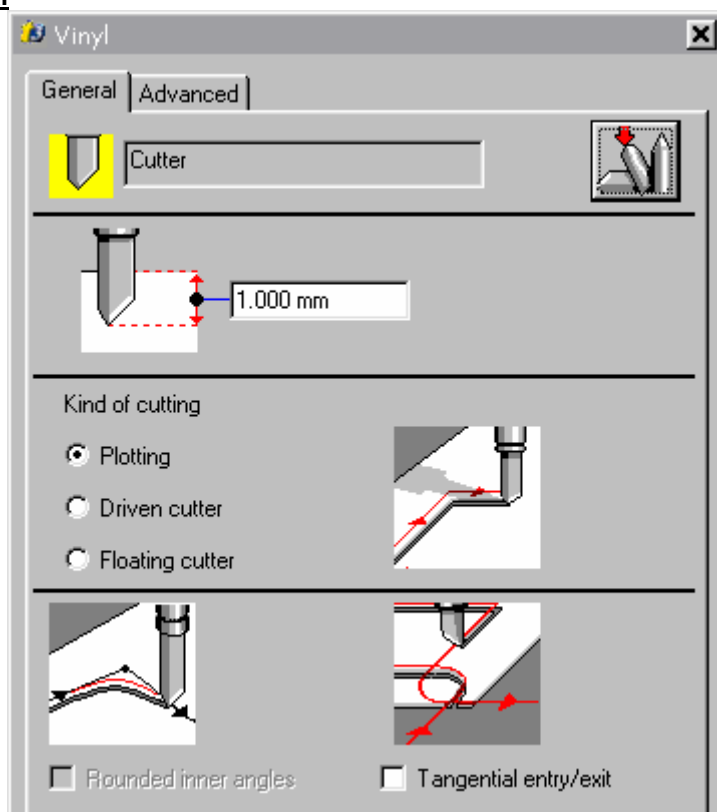 Vinyl
General Advanced
Cutter
1.000 mm
Kind of cutting
Plotting
Driven cutter
Floating cutter
Rounded inner angles Tangential entry/exit